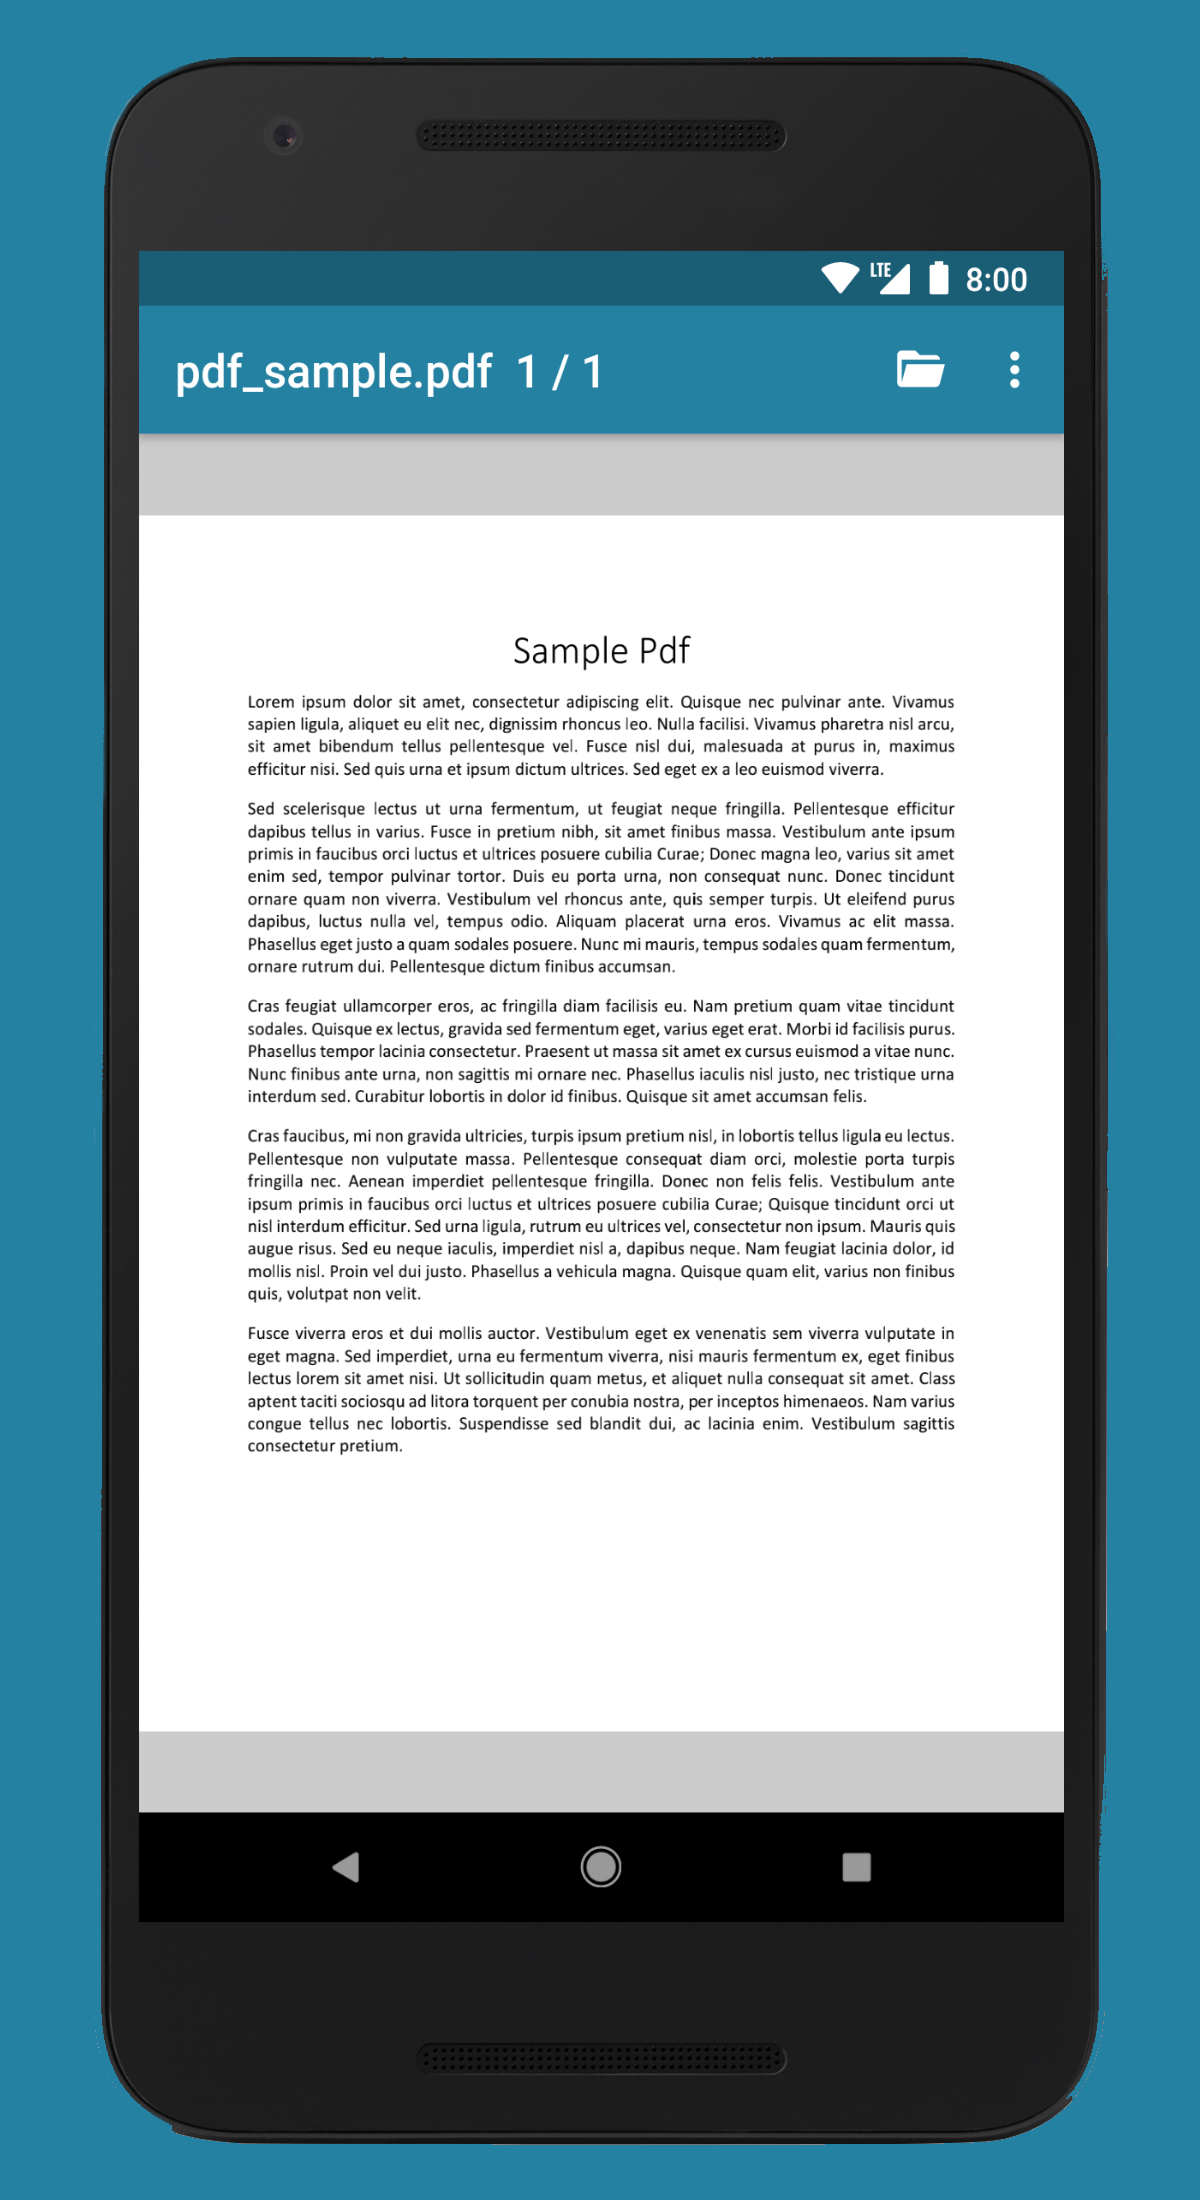 LTE 8:00
pdf_sample.pdf 1 / 1
Sample Pdf
Lorem ipsum dolor sit amet, consectetur adipiscing elit. Quisque nec pulvinar ante. Vivamus
sapien ligula, aliquet eu elit nec, dignissim rhoncus leo. Nulla facilisi. Vivamus pharetra nisl arcu,
sit amet bibendum tellus pellentesque vel. Fusce nisl dui, malesuada at purus in, maximus
efficitur nisi. Sed quis urna et ipsum dictum ultrices. Sed eget ex a leo euismod viverra.
Sed scelerisque lectus ut urna fermentum, ut feugiat neque fringilla. Pellentesque efficitur
dapibus tellus in varius. Fusce in pretium nibh, sit amet finibus massa. Vestibulum ante ipsum
primis in faucibus orci luctus et ultrices posuere cubilia Curae; Donec magna leo, varius sit amet
enim sed, tempor pulvinar tortor. Duis eu porta urna, non consequat nunc. Donec tincidunt
ornare quam non viverra. Vestibulum vel rhoncus ante, quis semper turpis. Ut eleifend purus
dapibus, luctus nulla vel, tempus odio. Aliquam placerat urna eros. Vivamus ac elit massa.
Phasellus eget justo a quam sodales posuere. Nunc mi mauris, tempus sodales quam fermentum,
ornare rutrum dui. Pellentesque dictum finibus accumsan.
Cras feugiat ullamcorper eros, ac fringilla diam facilisis eu. Nam pretium quam vitae tincidunt
sodales. Quisque ex lectus, gravida sed fermentum eget, varius eget erat. Morbi id facilisis purus.
Phasellus tempor lacinia consectetur. Praesent ut massa sit amet ex cursus euismod a vitae nunc.
Nunc finibus ante urna, non sagittis mi ornare nec. Phasellus iaculis nisl justo, nec tristique urna
interdum sed. Curabitur lobortis in dolor id finibus. Quisque sit amet accumsan felis.
Cras faucibus, mi non gravida ultricies, turpis ipsum pretium nisl, in lobortis tellus ligula eu lectus.
Pellentesque non vulputate massa. Pellentesque consequat diam orci, molestie porta turpis
fringilla nec. Aenean imperdiet pellentesque fringilla. Donec non felis felis. Vestibulum ante
ipsum primis in faucibus orci luctus et ultrices posuere cubilia Curae; Quisque tincidunt orci ut
nisl interdum efficitur. Sed urna ligula, rutrum eu ultrices vel, consectetur non ipsum. Mauris quis
augue risus. Sed eu neque iaculis, imperdiet nisl a, dapibus neque. Nam feugiat lacinia dolor, id
mollis nisl. Proin vel dui justo. Phasellus a vehicula magna. Quisque quam elit, varius non finibus
quis, volutpat non velit.
Fusce viverra eros et dui mollis auctor. Vestibulum eget ex venenatis sem viverra vulputate in
eget magna. Sed imperdiet, urna eu fermentum viverra, nisi mauris fermentum ex, eget finibus
lectus lorem sit amet nisi. Ut sollicitudin quam metus, et aliquet nulla consequat sit amet. Class
aptent taciti sociosqu ad litora torquent per conubia nostra, per inceptos himenaeos. Nam varius
congue tellus nec lobortis. Suspendisse sed blandit dui, ac lacinia enim. Vestibulum sagittis
consectetur pretium.